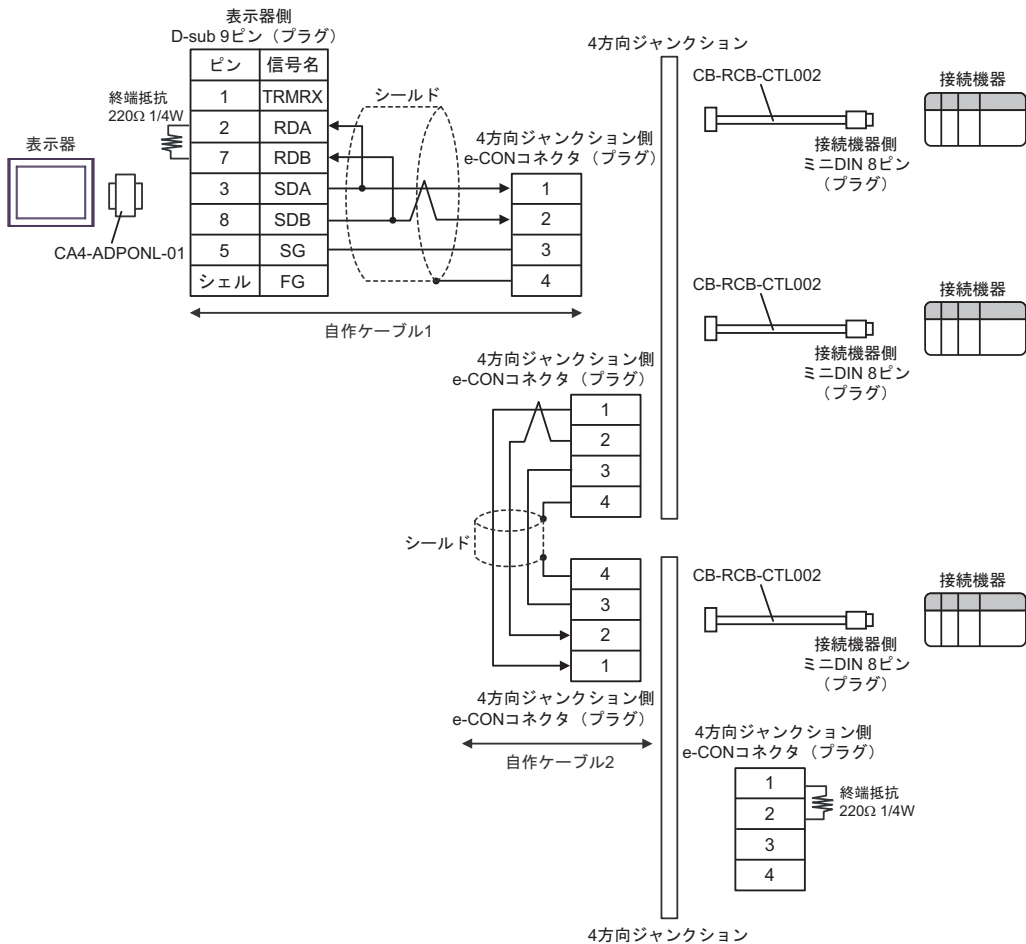 表示器側
D-sub 9ピン（プラグ）
ピン 信号名
1 TRMRX
2 RDA
7 RDB
3 SDA
8 SDB
5 SG
シェル FG
終端抵抗
220Ω 1/4W
表示器
CA4-ADPONL-01
シールド
4方向ジャンクション側
e-CONコネクタ（プラグ）
1
2
3
4
自作ケーブル1
4方向ジャンクション
CB-RCB-CTL002
接続機器側
ミニDIN 8ピン
（プラグ）
接続機器
CB-RCB-CTL002
接続機器側
ミニDIN 8ピン
（プラグ）
接続機器
4方向ジャンクション側
e-CONコネクタ（プラグ）
1
2
3
4
シールド
4
3
2
1
4方向ジャンクション側
e-CONコネクタ（プラグ）
自作ケーブル2
CB-RCB-CTL002
接続機器側
ミニDIN 8ピン
（プラグ）
接続機器
4方向ジャンクション側
e-CONコネクタ（プラグ）
1
2
3
4
終端抵抗
220Ω 1/4W
4方向ジャンクション